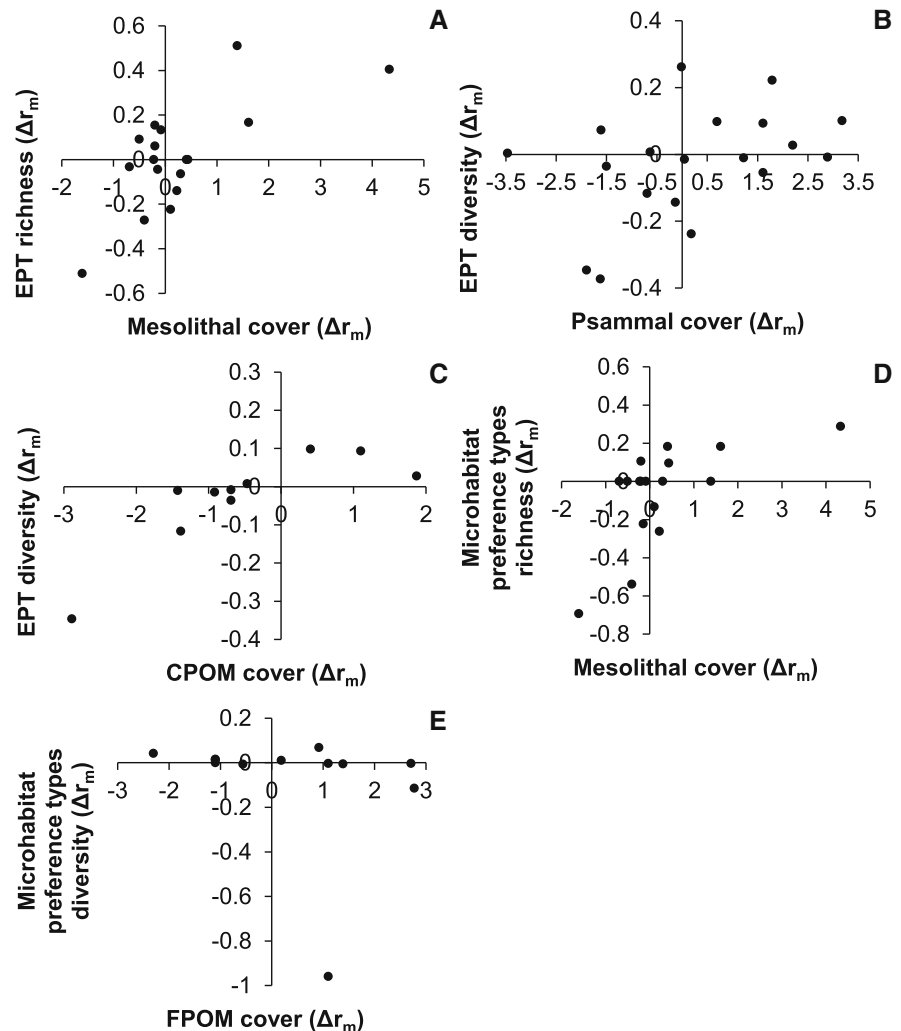 A
0.6
0.4
0.2
0
-0.2
-0.4
-0.6
-2 -1 0 1 2 3 4 5
EPT richness (Δrm)
Mesolithal cover (Δrm)
B
0.4
0.2
0
-0.2
-0.4
-3.5 -2.5 -1.5 -0.5 0.5 1.5 2.5 3.5
EPT diversity (Δrm)
Psammal cover (Δrm)
C
0.3
0.2
0.1
0
-0.1
-0.2
-0.3
-0.4
-3 -2 -1 0 1 2
EPT diversity (Δrm)
CPOM cover (Δrm)
D
0.6
0.4
0.2
0
-0.2
-0.4
-0.6
-0.8
-2 -1 0 1 2 3 4 5
Microhabitat
preference types
richness (Δrm)
Mesolithal cover (Δrm)
E
0.2
0
-0.2
-0.4
-0.6
-0.8
-1
-3 -2 -1 0 1 2 3
Microhabitat
preference types
diversity (Δrm)
FPOM cover (Δrm)